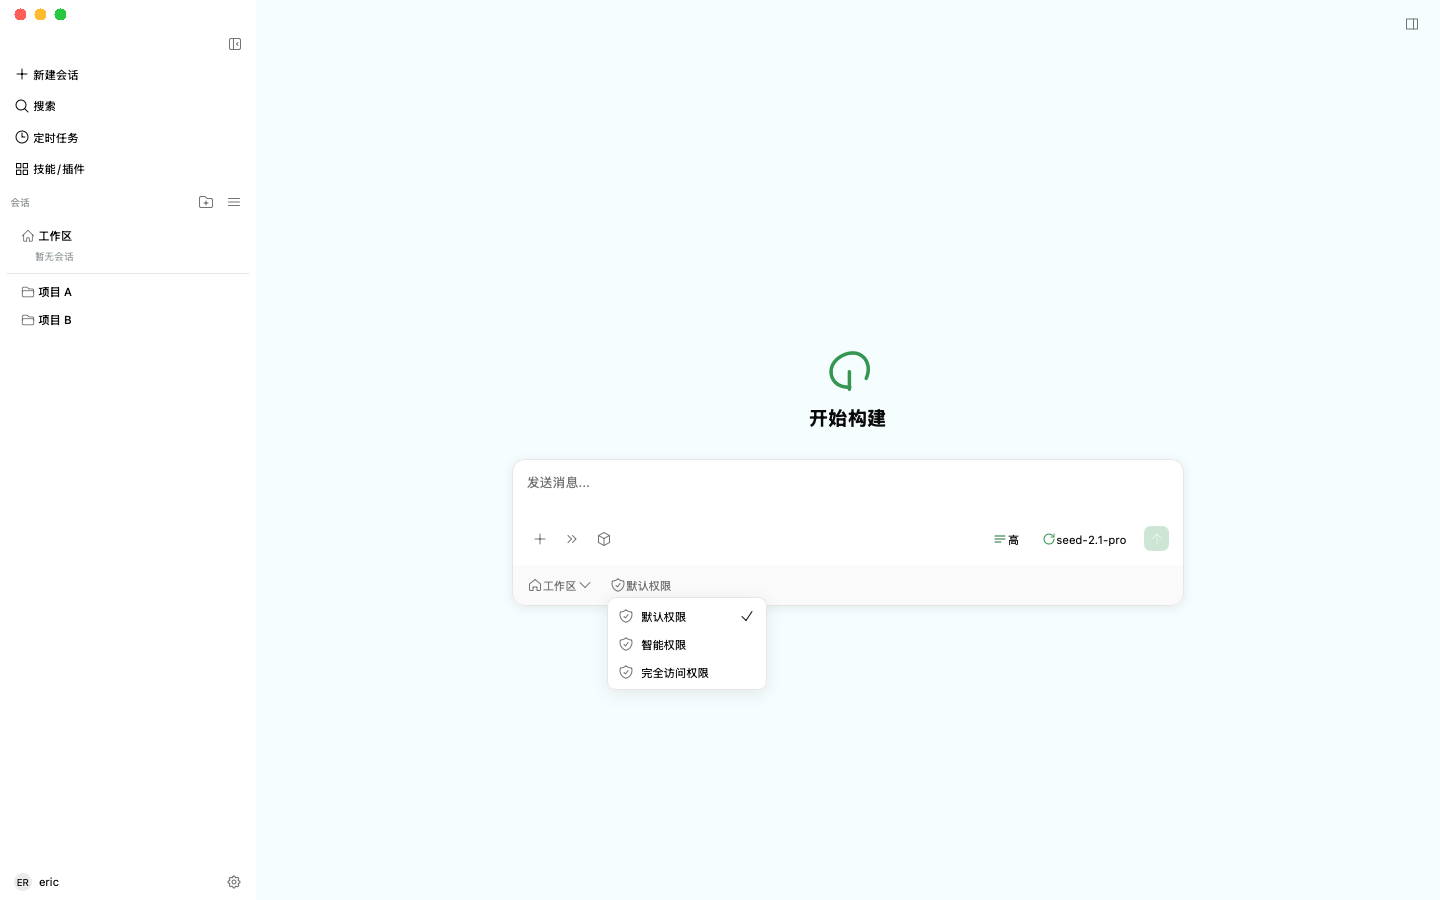 新建会话
搜索
定时任务
技能/插件
会话
工作区
暂无会话
项目 A
项目 B
ER eric
开始构建
发送消息...
高 seed-2.1-pro
工作区 默认权限
默认权限
智能权限
完全访问权限